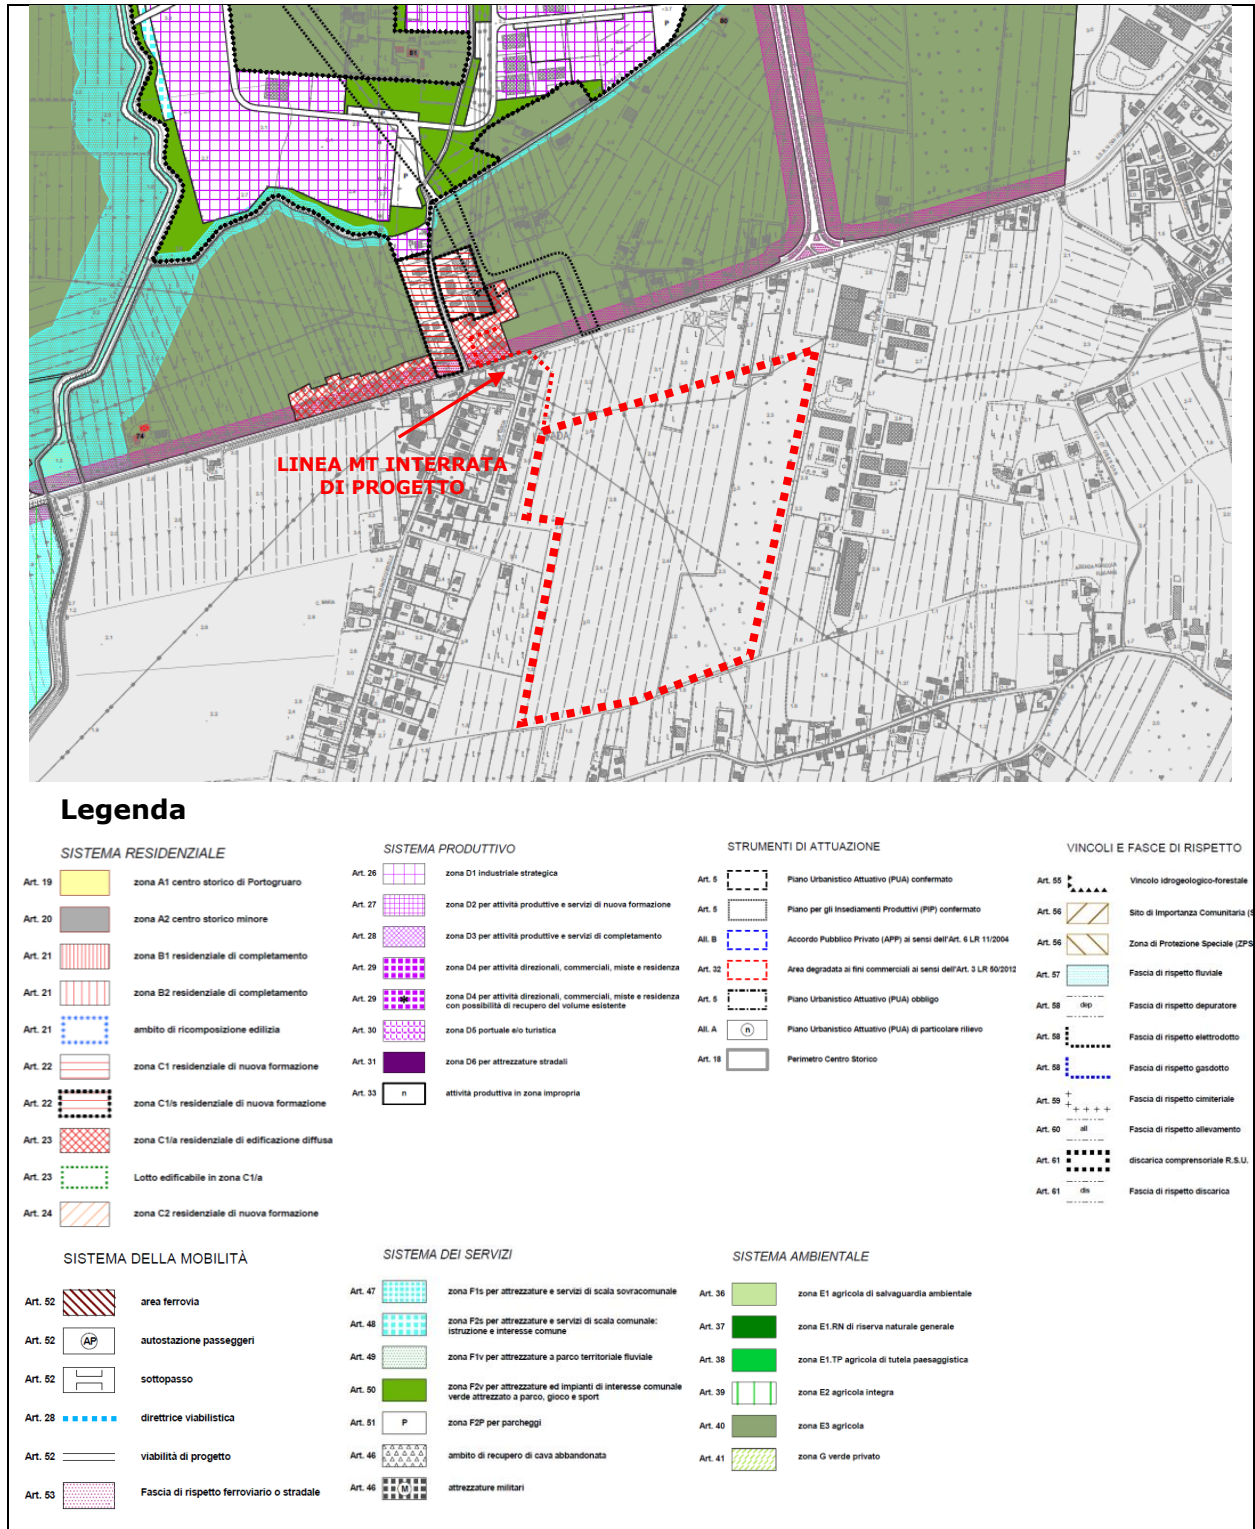 LINEA MT INTERRATA
DI PROGETTO
Legenda
SISTEMA RESIDENZIALE
Art. 19 zona A1 centro storico di Portogruaro
Art. 20 zona A2 centro storico minore
Art. 21 zona B1 residenziale di completamento
Art. 21 zona B2 residenziale di completamento
Art. 21 ambito di ricomposizione edilizia
Art. 22 zona C1 residenziale di nuova formazione
Art. 22 zona C1/s residenziale di nuova formazione
Art. 23 zona C1/a residenziale di edificazione diffusa
Art. 23 Lotto edificabile in zona C1/a
Art. 24 zona C2 residenziale di nuova formazione
SISTEMA PRODUTTIVO
Art. 26 zona D1 industriale strategica
Art. 27 zona D2 per attività produttive e servizi di nuova formazione
Art. 28 zona D3 per attività produttive e servizi di completamento
Art. 29 zona D4 per attività direzionali, commerciali, miste e residenza
Art. 29 zona D4 per attività direzionali, commerciali, miste e residenza
con possibilità di recupero del volume esistente
Art. 30 zona D5 portuale e/o turistica
Art. 31 zona D6 per attrezzature stradali
Art. 33 n attività produttiva in zona impropria
STRUMENTI DI ATTUAZIONE
Art. 5 Piano Urbanistico Attuativo (PUA) confermato
Art. 5 Piano per gli Insediamenti Produttivi (PIP) confermato
All. B Accordo Pubblico Privato (APP) ai sensi dell'Art. 6 LR 11/2004
Art. 32 Area degradata ai fini commerciali ai sensi dell'Art. 3 LR 50/2012
Art. 5 Piano Urbanistico Attuativo (PUA) obbligo
All. A n Piano Urbanistico Attuativo (PUA) di particolare rilievo
Art. 18 Perimetro Centro Storico
VINCOLI E FASCE DI RISPETTO
Art. 55 Vincolo idrogeologico-forestale
Art. 56 Sito di Importanza Comunitaria (S
Art. 56 Zona di Protezione Speciale (ZPS
Art. 57 Fascia di rispetto fluviale
Art. 58 dep Fascia di rispetto depuratore
Art. 58 Fascia di rispetto elettrodotto
Art. 58 Fascia di rispetto gasdotto
Art. 59 Fascia di rispetto cimiteriale
Art. 60 all Fascia di rispetto allevamento
Art. 61 discarica comprensoriale R.S.U.
Art. 61 dis Fascia di rispetto discarica
SISTEMA DELLA MOBILITÀ
Art. 52 area ferrovia
Art. 52 AP autostazione passeggeri
Art. 52 sottopasso
Art. 28 direttrice viabilistica
Art. 52 viabilità di progetto
Art. 53 Fascia di rispetto ferroviario o stradale
SISTEMA DEI SERVIZI
Art. 47 zona F1s per attrezzature e servizi di scala sovracomunale
Art. 48 zona F2s per attrezzature e servizi di scala comunale:
istruzione e interesse comune
Art. 49 zona F1v per attrezzature a parco territoriale fluviale
Art. 50 zona F2v per attrezzature ed impianti di interesse comunale
verde attrezzato a parco, gioco e sport
Art. 51 P zona F2P per parcheggi
Art. 46 ambito di recupero di cava abbandonata
Art. 46 M attrezzature militari
SISTEMA AMBIENTALE
Art. 36 zona E1 agricola di salvaguardia ambientale
Art. 37 zona E1.RN di riserva naturale generale
Art. 38 zona E1.TP agricola di tutela paesaggistica
Art. 39 zona E2 agricola integra
Art. 40 zona E3 agricola
Art. 41 zona G verde privato